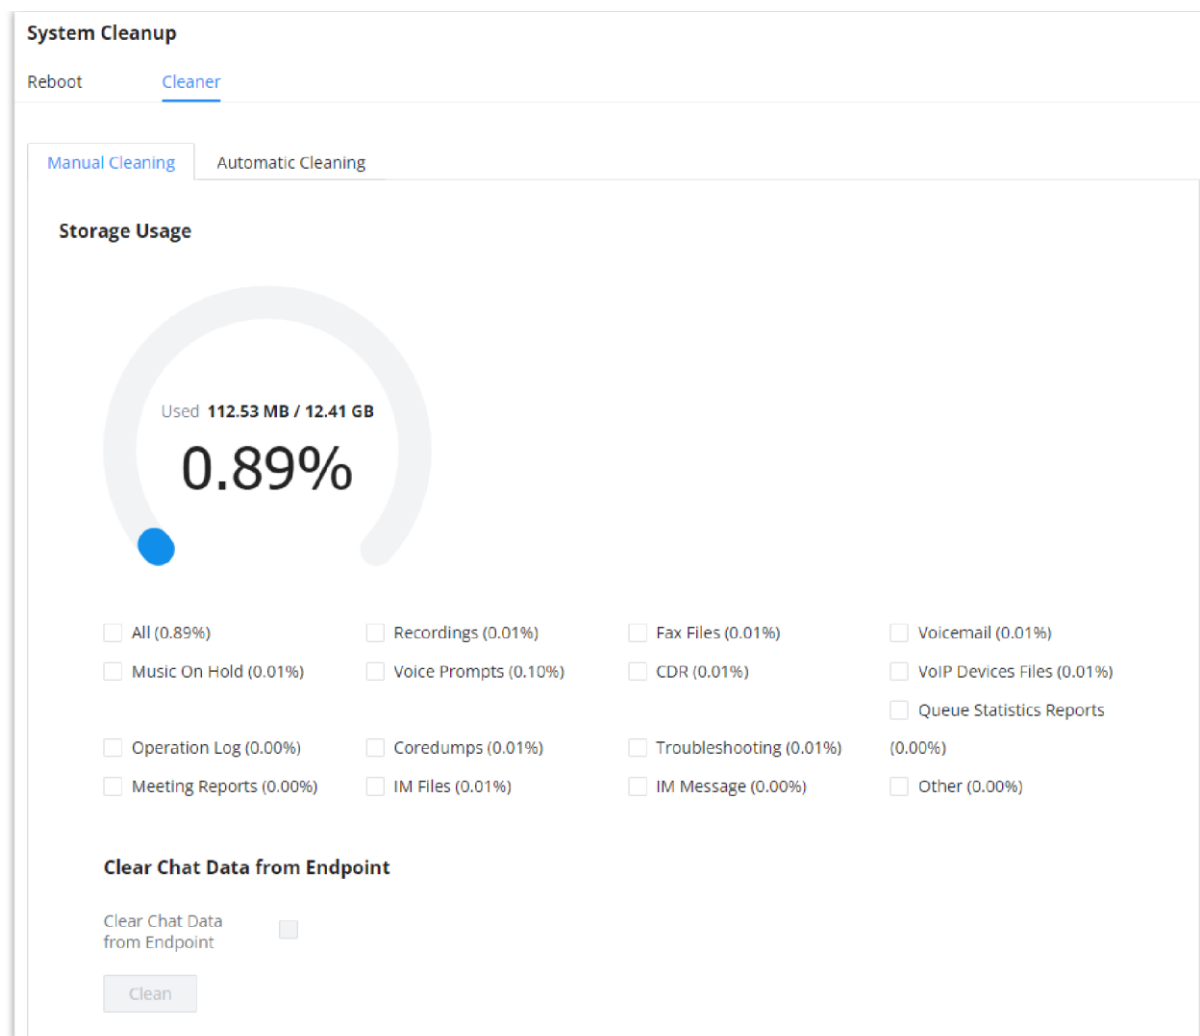 System Cleanup
Reboot Cleaner
Manual Cleaning Automatic Cleaning
Storage Usage
Used 112.53 MB / 12.41 GB
0.89%
All (0.89%) Recordings (0.01%) Fax Files (0.01%) Voicemail (0.01%)
Music On Hold (0.01%) Voice Prompts (0.10%) CDR (0.01%) VoIP Devices Files (0.01%)
Queue Statistics Reports
Operation Log (0.00%) Coredumps (0.01%) Troubleshooting (0.01%) (0.00%)
Meeting Reports (0.00%) IM Files (0.01%) IM Message (0.00%) Other (0.00%)
Clear Chat Data from Endpoint
Clear Chat Data
from Endpoint
Clean